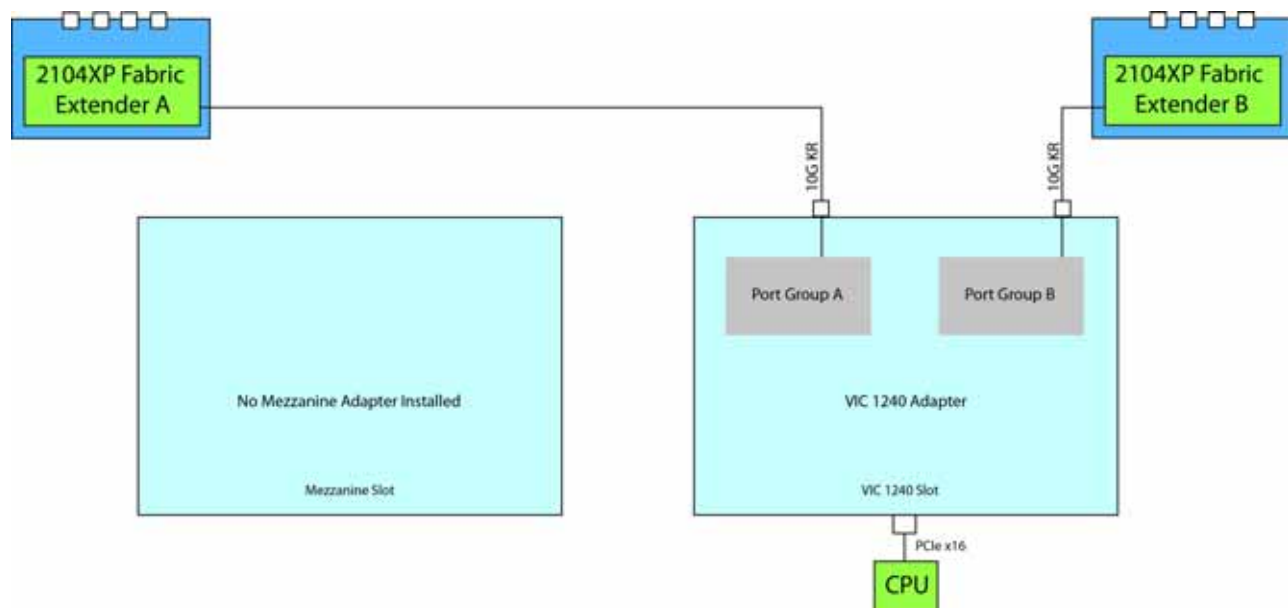 2104XP Fabric
Extender A
2104XP Fabric
Extender B
10G KR
10G KR
Port Group A
Port Group B
No Mezzanine Adapter Installed
VIC 1240 Adapter
Mezzanine Slot
VIC 1240 Slot
PCIe x16
CPU